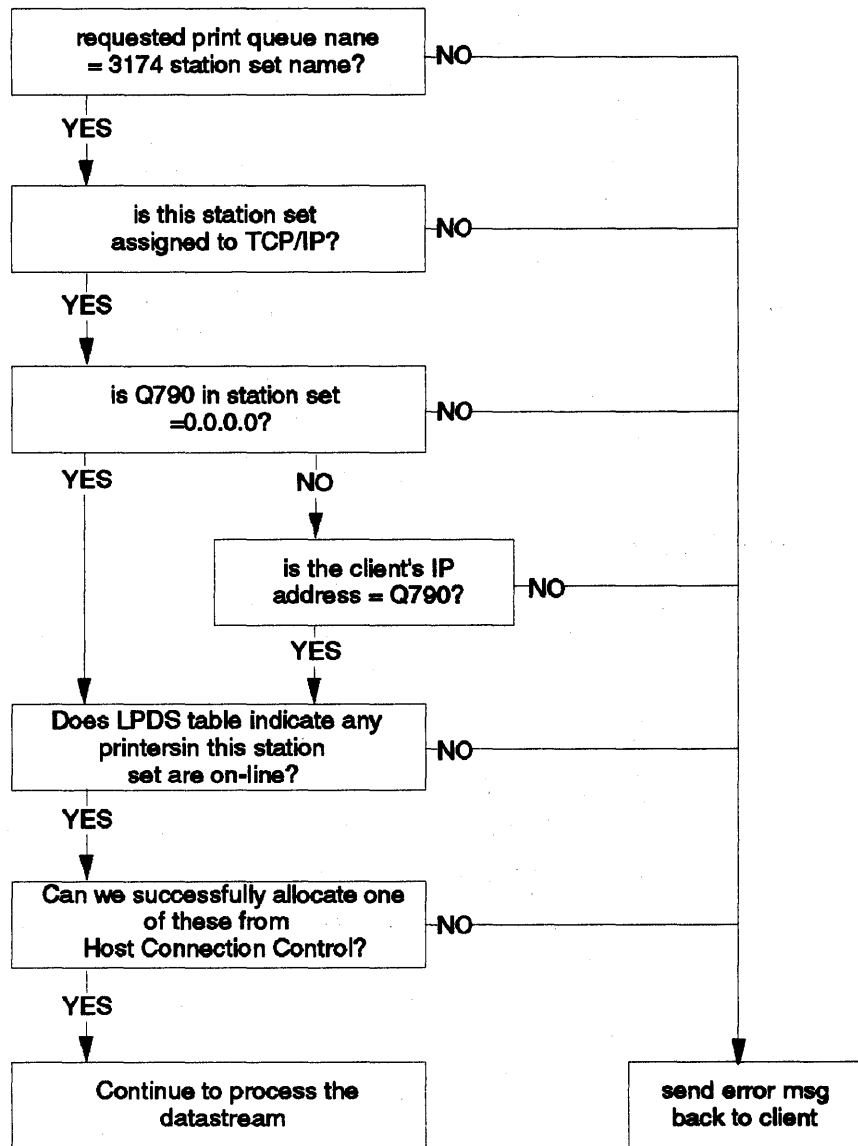 requested print queue nane
= 3174 station set name?
NO
YES
is this station set
assigned to TCP/IP?
NO
YES
is Q790 in station set
=0.0.0.0?
NO
YES
NO
is the client's IP
address = Q790?
NO
YES
Does LPDS table indicate any
printersin this station
set are on-line?
NO
YES
Can we successfully allocate one
of these from
Host Connection Control?
NO
YES
Continue to process the
datastream
send error msg
back to client